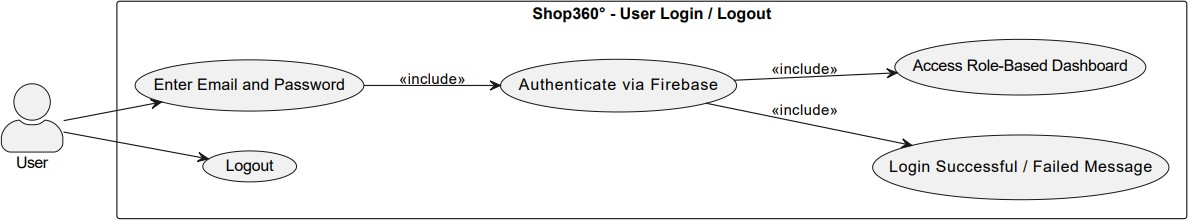 Shop360° - User Login / Logout
Enter Email and Password
«include»
Authenticate via Firebase
«include»
Access Role-Based Dashboard
«include»
Login Successful / Failed Message
Logout
User